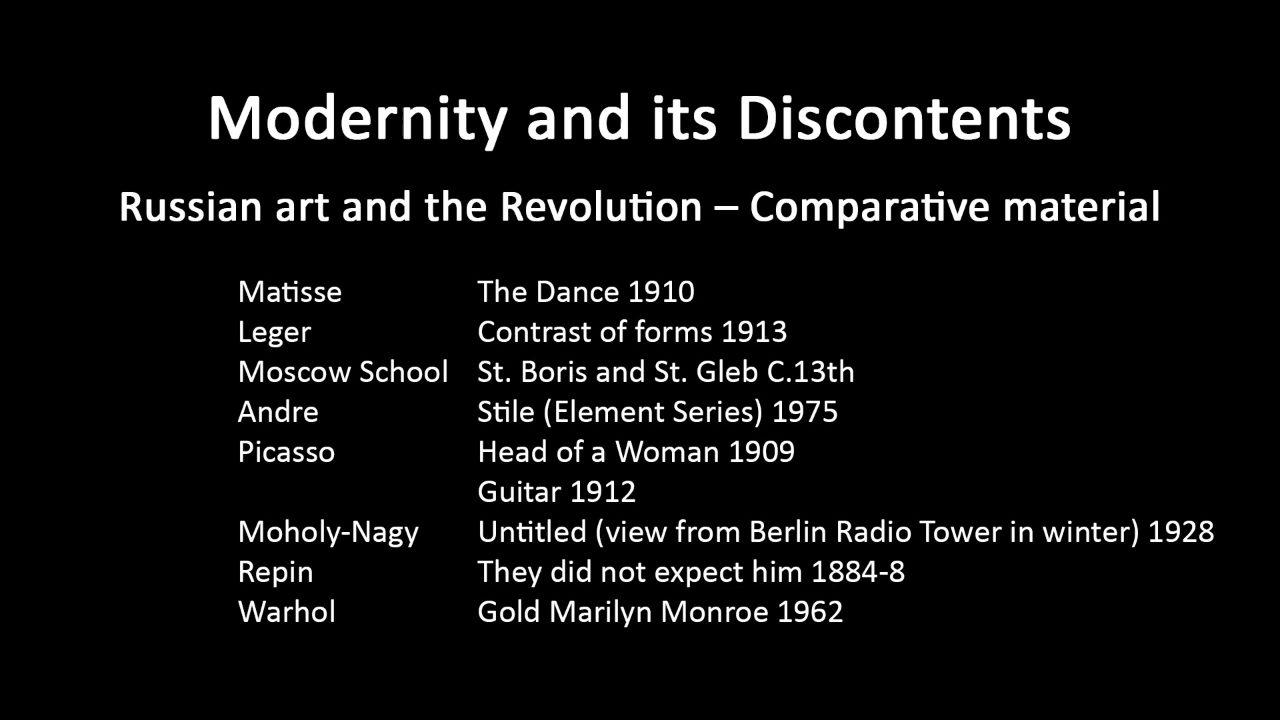 Modernity and its Discontents
Russian art and the Revolution – Comparative material
Matisse The Dance 1910
Leger Contrast of forms 1913
Moscow School St. Boris and St. Gleb C.13th
Andre Stile (Element Series) 1975
Picasso Head of a Woman 1909
Guitar 1912
Moholy-Nagy Untitled (view from Berlin Radio Tower in winter) 1928
Repin They did not expect him 1884-8
Warhol Gold Marilyn Monroe 1962